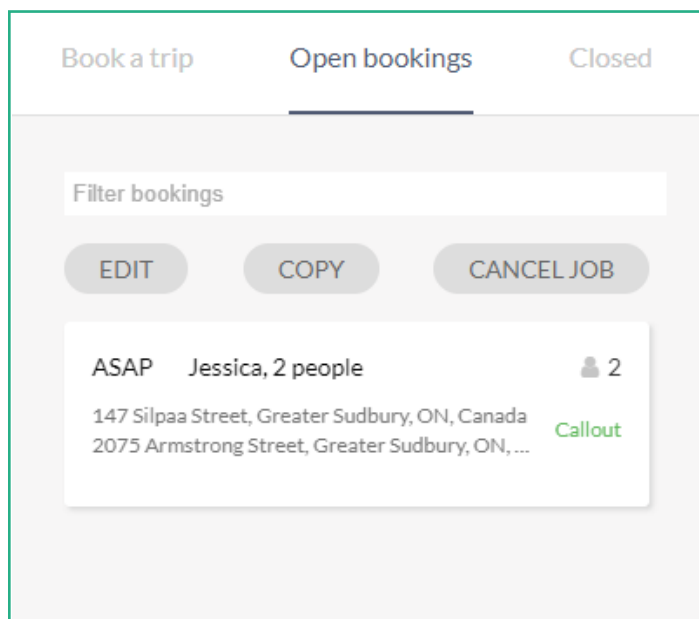 Book a trip Open bookings Closed
Filter bookings
EDIT COPY CANCEL JOB
ASAP Jessica, 2 people 2
147 Silpaa Street, Greater Sudbury, ON, Canada
Callout
2075 Armstrong Street, Greater Sudbury, ON, ...